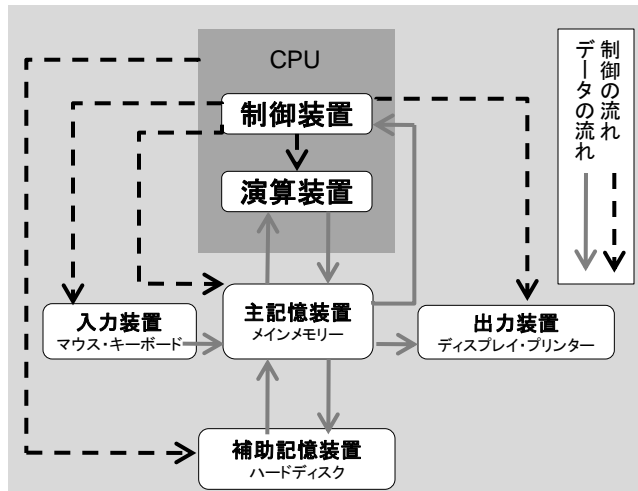 CPU
制御装置
演算装置
主記憶装置
メインメモリー
入力装置
マウス・キーボード
出力装置
ディスプレイ・プリンター
補助記憶装置
ハードディスク
制御の流れ
データの流れ